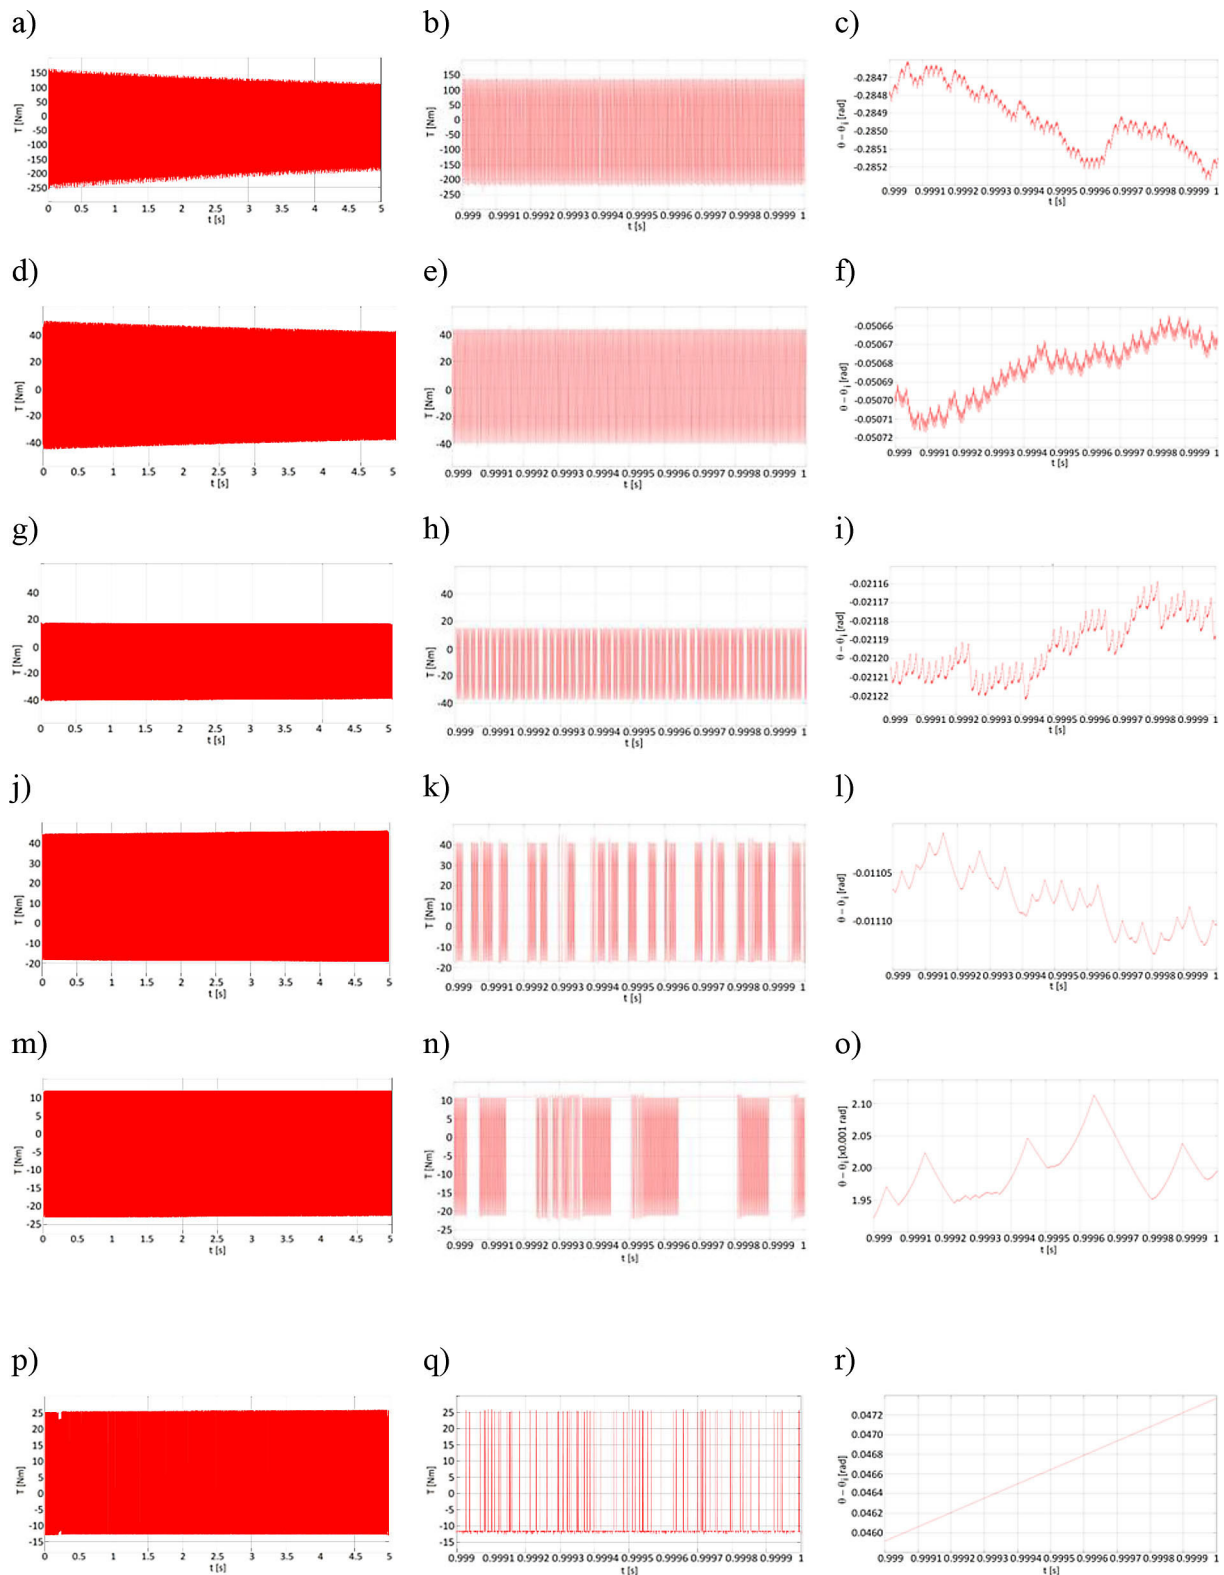 a)
b)
c)
150
100
50
0
-50
-100
-150
-200
-250
T [Nm]
0 0.5 1 1.5 2 2.5 3 3.5 4 4.5 5
t [s]
150
100
50
0
-50
-100
-150
-200
-250
T [Nm]
0.999 0.9991 0.9992 0.9993 0.9994 0.9995 0.9996 0.9997 0.9998 0.9999 1
t [s]
-0.2847
-0.2848
-0.2849
-0.2850
-0.2851
-0.2852
θ − θi [rad]
0.999 0.9991 0.9992 0.9993 0.9994 0.9995 0.9996 0.9997 0.9998 0.9999 1
t [s]
d)
e)
f)
40
20
0
-20
-40
T [Nm]
0 1 1 1.5 2 2.5 3 3.5 4 4.5 5
t [s]
40
20
0
-20
-40
T [Nm]
0.999 0.9991 0.9992 0.9993 0.9994 0.9995 0.9996 0.9997 0.9998 0.9999 1
t [s]
-0.05066
-0.05067
-0.05068
-0.05069
-0.05070
-0.05071
-0.05072
θ − θi [rad]
0.999 0.9991 0.9992 0.9993 0.9994 0.9995 0.9996 0.9997 0.9998 0.9999 1
t [s]
g)
h)
i)
40
20
0
-20
-40
T [Nm]
0 0.5 1 1.5 2 2.5 3 3.5 4 4.5 5
t [s]
40
20
0
-20
-40
T [Nm]
0.999 0.9991 0.9992 0.9993 0.9994 0.9995 0.9996 0.9997 0.9998 0.9999 1
t [s]
-0.02116
-0.02117
-0.02118
-0.02119
-0.02120
-0.02121
-0.02122
θ − θi [rad]
0.999 0.9991 0.9992 0.9993 0.9994 0.9995 0.9996 0.9997 0.9998 0.9999 1
t [s]
j)
k)
l)
40
30
20
10
0
-10
-20
T [Nm]
0 0.5 1 1.5 2 2.5 3 3.5 4 4.5 5
t [s]
40
30
20
10
0
-10
-20
T [Nm]
0.999 0.9991 0.9992 0.9993 0.9994 0.9995 0.9996 0.9997 0.9998 0.9999 1
t [s]
-0.01105
-0.01110
θ − θi [rad]
0.999 0.9991 0.9992 0.9993 0.9994 0.9995 0.9996 0.9997 0.9998 0.9999 1
t [s]
m)
n)
o)
10
5
0
-5
-10
-15
-20
-25
T [Nm]
0 0.5 1 1.5 2 2.5 3 3.5 4 4.5 5
t [s]
10
5
0
-5
-10
-15
-20
-25
T [Nm]
0.999 0.9991 0.9992 0.9993 0.9994 0.9995 0.9996 0.9997 0.9998 0.9999 1
t [s]
2.10
2.05
2.00
1.95
θ − θi [x0.001 rad]
0.999 0.9991 0.9992 0.9993 0.9994 0.9995 0.9996 0.9997 0.9998 0.9999 1
t [s]
p)
q)
r)
25
20
15
10
5
0
-5
-10
-15
T [Nm]
0 0.5 1 1.5 2 2.5 3 3.5 4 4.5 5
t [s]
25
20
15
10
5
0
-5
-10
-15
T [Nm]
0.999 0.9991 0.9992 0.9993 0.9994 0.9995 0.9996 0.9997 0.9998 0.9999 1
t [s]
0.0472
0.0470
0.0468
0.0466
0.0464
0.0462
0.0460
θ − θi [rad]
0.999 0.9991 0.9992 0.9993 0.9994 0.9995 0.9996 0.9997 0.9998 0.9999 1
t [s]